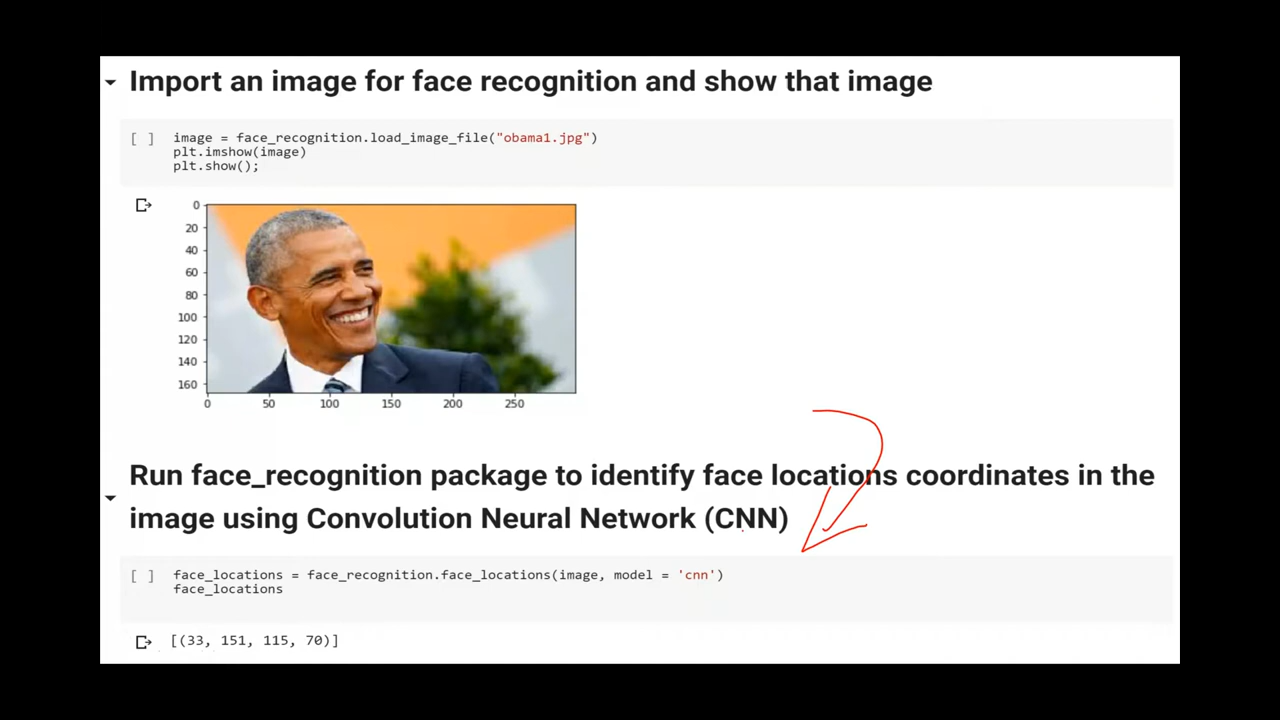 Import an image for face recognition and show that image
[ ] image = face_recognition.load_image_file("obama1.jpg")
plt.imshow(image)
plt.show();
0
20
40
60
80
100
120
140
160
0 50 100 150 200 250
Run face_recognition package to identify face locations coordinates in the
image using Convolution Neural Network (CNN)
[ ] face_locations = face_recognition.face_locations(image, model = 'cnn')
face_locations
[(33, 151, 115, 70)]